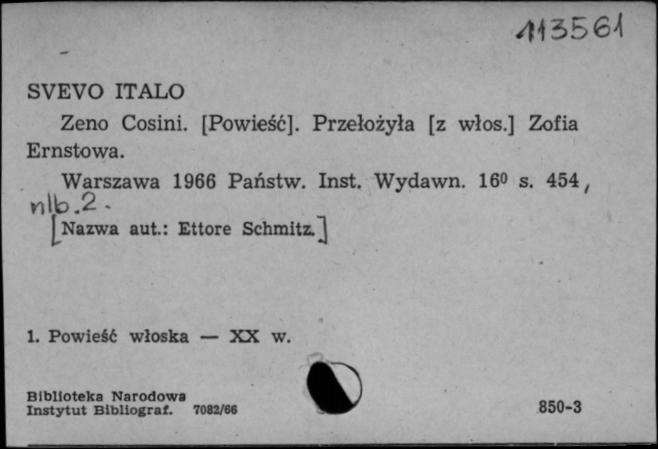 113561
SVEVO ITALO
Zeno Cosini. [Powieść]. Przełożyła [z włos.] Zofia
Ernstowa.
Warszawa 1966 Państw. Inst. Wydawn. 16⁰ s. 454,
nlb.2.
[Nazwa aut.: Ettore Schmitz.]
1. Powieść włoska — XX w.
Biblioteka Narodowa
Instytut Bibliograf. 7082/66
850-3